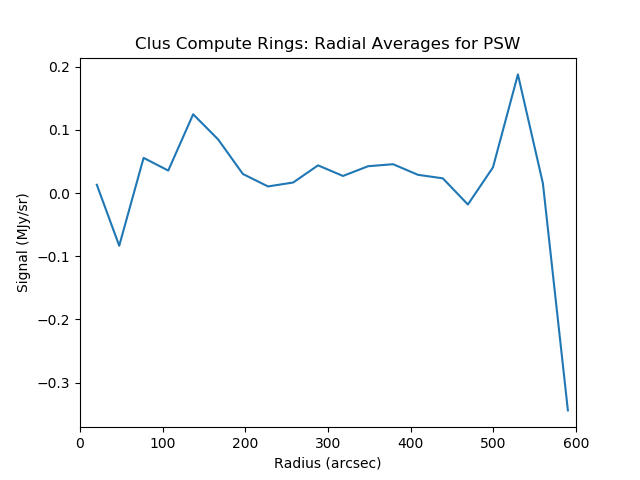 Clus Compute Rings: Radial Averages for PSW
0.2
0.1
0.0
−0.1
−0.2
−0.3
Signal (MJy/sr)
0 100 200 300 400 500 600
Radius (arcsec)